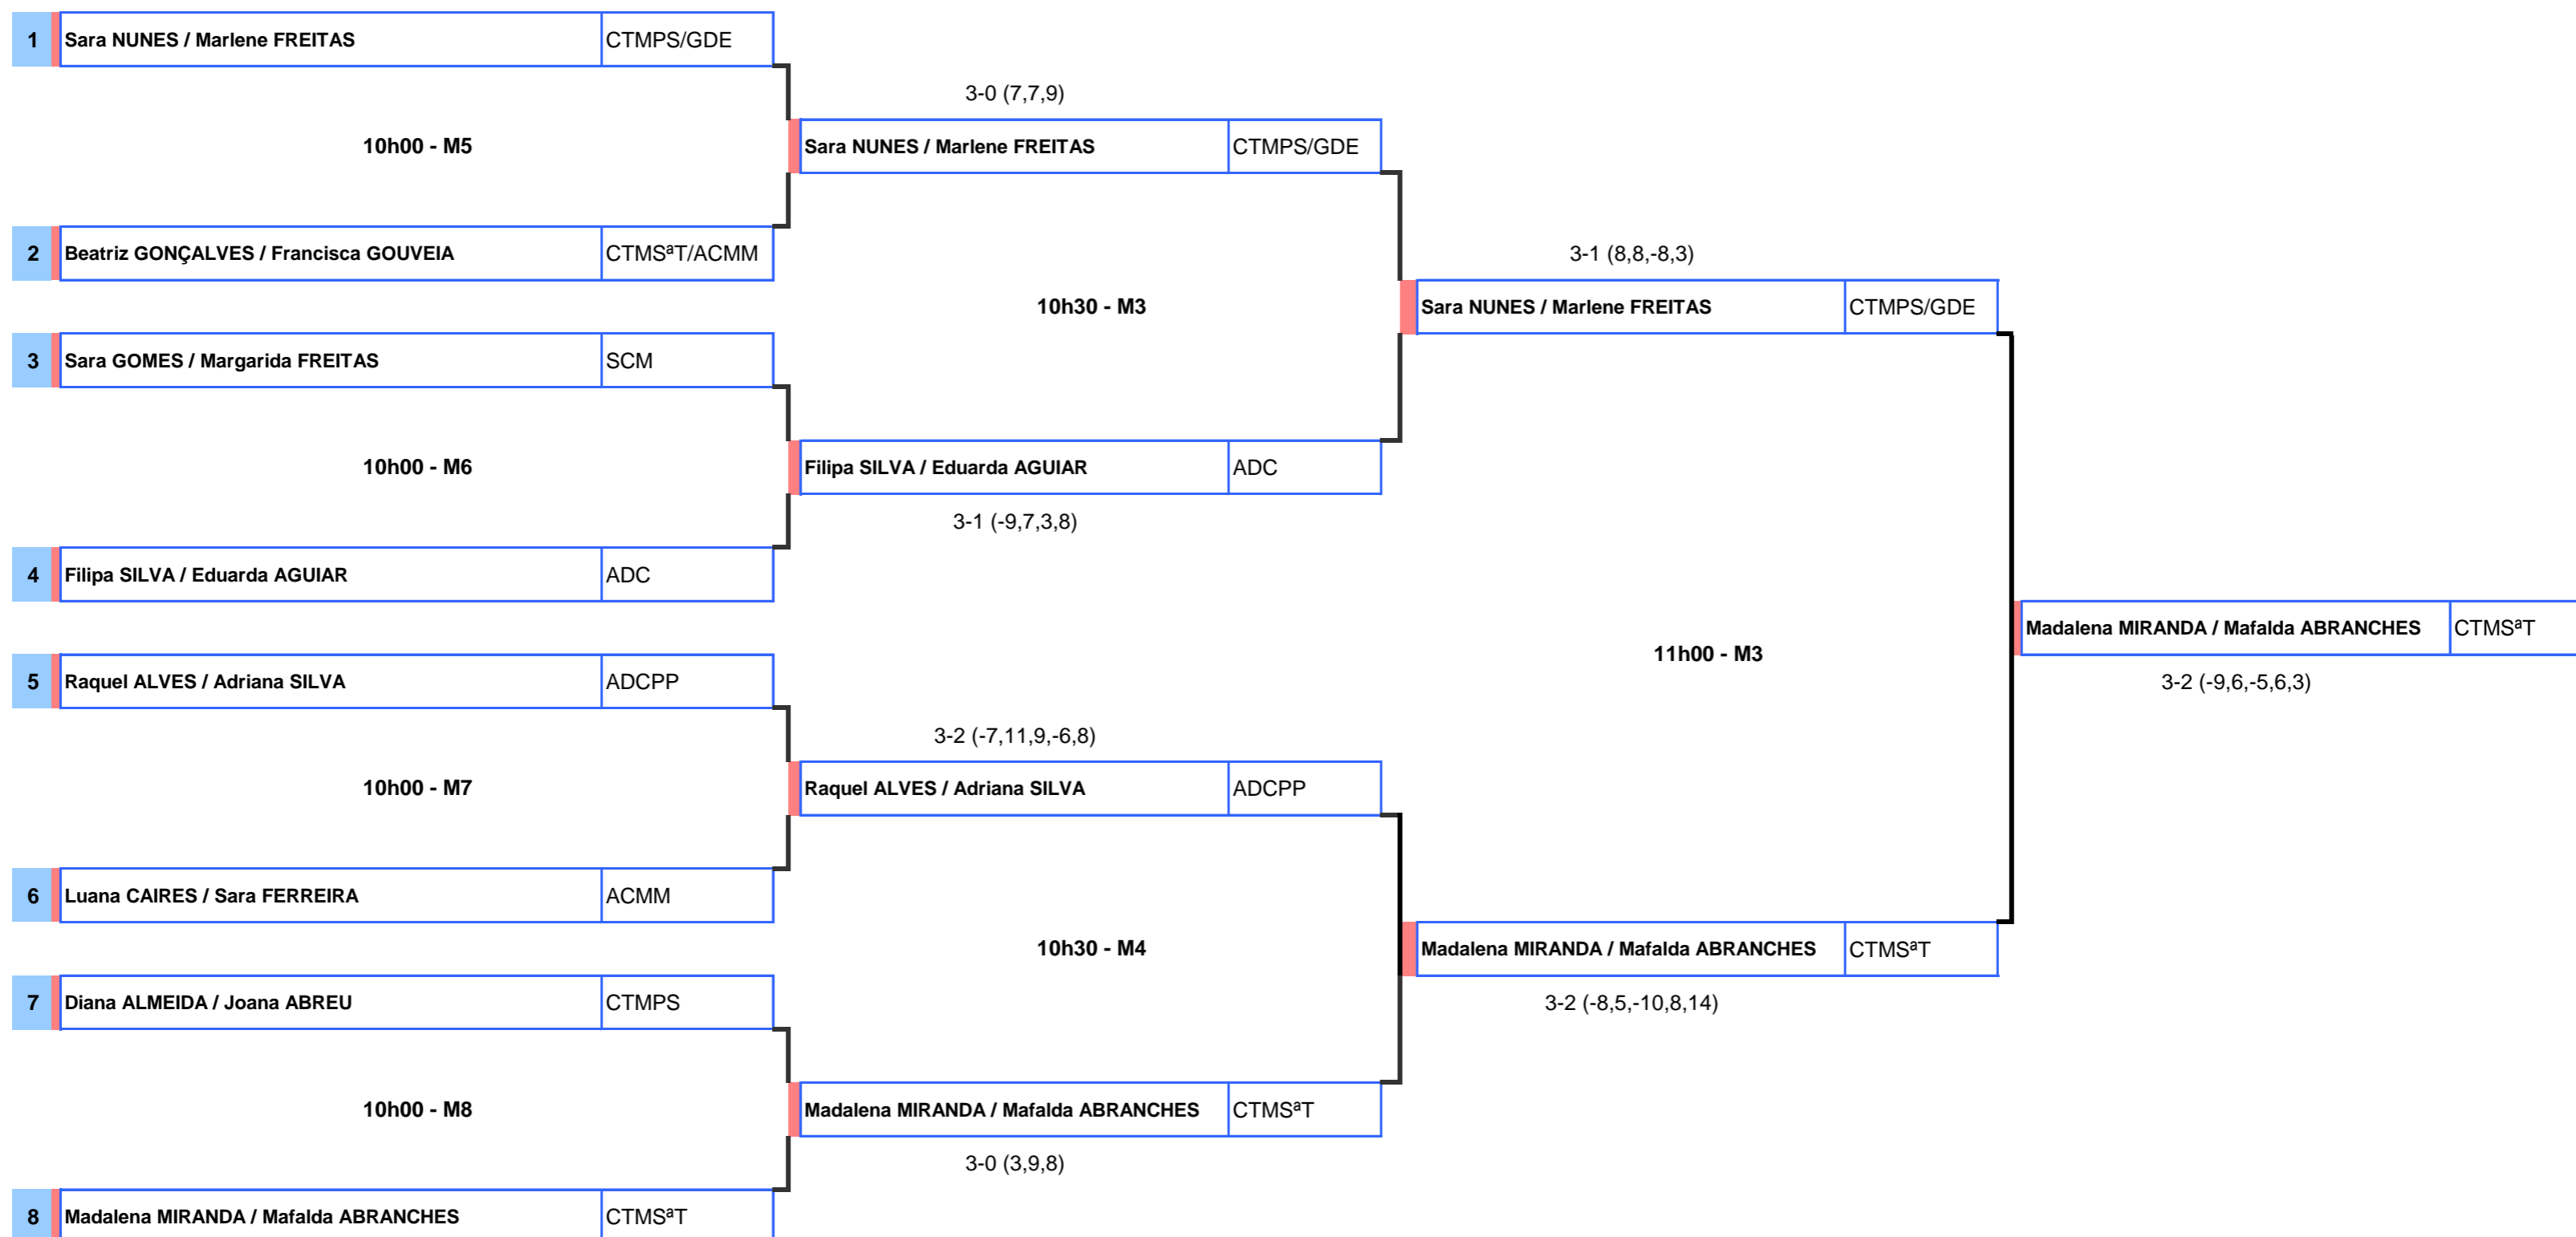 1 Sara NUNES / Marlene FREITAS CTMPS/GDE
3-0 (7,7,9)
10h00 - M5
Sara NUNES / Marlene FREITAS CTMPS/GDE
2 Beatriz GONÇALVES / Francisca GOUVEIA CTMSªT/ACMM
3-1 (8,8,-8,3)
10h30 - M3
Sara NUNES / Marlene FREITAS CTMPS/GDE
3 Sara GOMES / Margarida FREITAS SCM
10h00 - M6
Filipa SILVA / Eduarda AGUIAR ADC
3-1 (-9,7,3,8)
4 Filipa SILVA / Eduarda AGUIAR ADC
Madalena MIRANDA / Mafalda ABRANCHES CTMSªT
11h00 - M3
5 Raquel ALVES / Adriana SILVA ADCPP
3-2 (-9,6,-5,6,3)
3-2 (-7,11,9,-6,8)
10h00 - M7
Raquel ALVES / Adriana SILVA ADCPP
6 Luana CAIRES / Sara FERREIRA ACMM
10h30 - M4
Madalena MIRANDA / Mafalda ABRANCHES CTMSªT
7 Diana ALMEIDA / Joana ABREU CTMPS
3-2 (-8,5,-10,8,14)
10h00 - M8
Madalena MIRANDA / Mafalda ABRANCHES CTMSªT
3-0 (3,9,8)
8 Madalena MIRANDA / Mafalda ABRANCHES CTMSªT